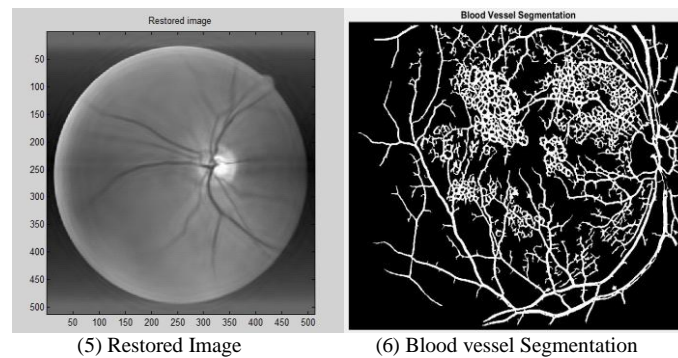 Restored image
50
100
150
200
250
300
350
400
450
500
50 100 150 200 250 300 350 400 450 500
Blood Vessel Segmentation
(5) Restored Image
(6) Blood vessel Segmentation